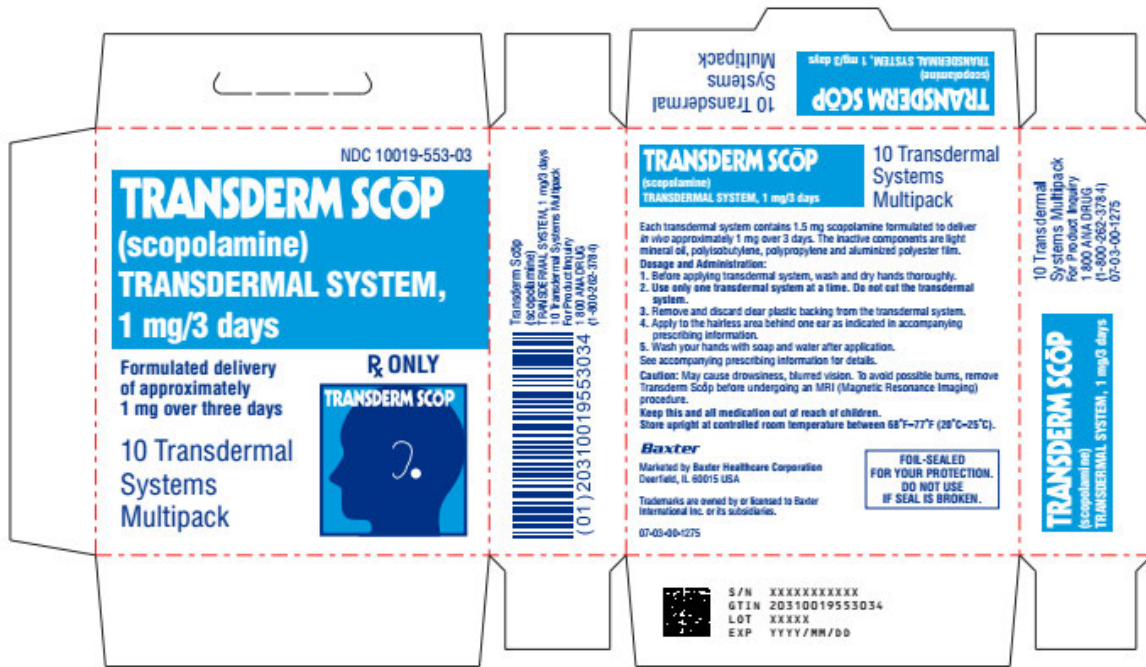 NDC 10019-553-03
TRANSDERM SCŌP
(scopolamine)
TRANSDERMAL SYSTEM,
1 mg/3 days
Formulated delivery
of approximately
1 mg over three days
℞ ONLY
10 Transdermal
Systems
Multipack
TRANSDERM SCŌP
Transderm Scōp
(scopolamine)
TRANSDERMAL SYSTEM, 1 mg/3 days
10 Transdermal Systems Multipack
For Product Inquiry
1 800 ANA DRUG
(1-800-262-3784)
(01)20310019553034
10 Transdermal
Systems
Multipack
TRANSDERM SCŌP
(scopolamine)
TRANSDERMAL SYSTEM, 1 mg/3 days
TRANSDERM SCŌP
(scopolamine)
TRANSDERMAL SYSTEM, 1 mg/3 days
10 Transdermal
Systems
Multipack
Each transdermal system contains 1.5 mg scopolamine formulated to deliver
in vivo approximately 1 mg over 3 days. The inactive components are light
mineral oil, polyisobutylene, polypropylene and aluminized polyester film.
Dosage and Administration:
1. Before applying transdermal system, wash and dry hands thoroughly.
2. Use only one transdermal system at a time. Do not cut the transdermal
system.
3. Remove and discard clear plastic backing from the transdermal system.
4. Apply to the hairless area behind one ear as indicated in accompanying
prescribing information.
5. Wash your hands with soap and water after application.
See accompanying prescribing information for details.
Caution: May cause drowsiness, blurred vision. To avoid possible burns, remove
Transderm Scōp before undergoing an MRI (Magnetic Resonance Imaging)
procedure.
Keep this and all medication out of reach of children.
Store upright at controlled room temperature between 68°F–77°F (20°C–25°C).
Baxter
Marketed by Baxter Healthcare Corporation
Deerfield, IL 60015 USA
Trademarks are owned by or licensed to Baxter
International Inc. or its subsidiaries.
07-03-00-1275
FOIL-SEALED
FOR YOUR PROTECTION.
DO NOT USE
IF SEAL IS BROKEN.
S/N XXXXXXXXXXX
GTIN 20310019553034
LOT XXXXX
EXP YYYY/MM/DD
10 Transdermal
Systems Multipack
For Product Inquiry
1 800 ANA DRUG
(1-800-262-3784)
07-03-00-1275
TRANSDERM SCŌP
(scopolamine)
TRANSDERMAL SYSTEM, 1 mg/3 days